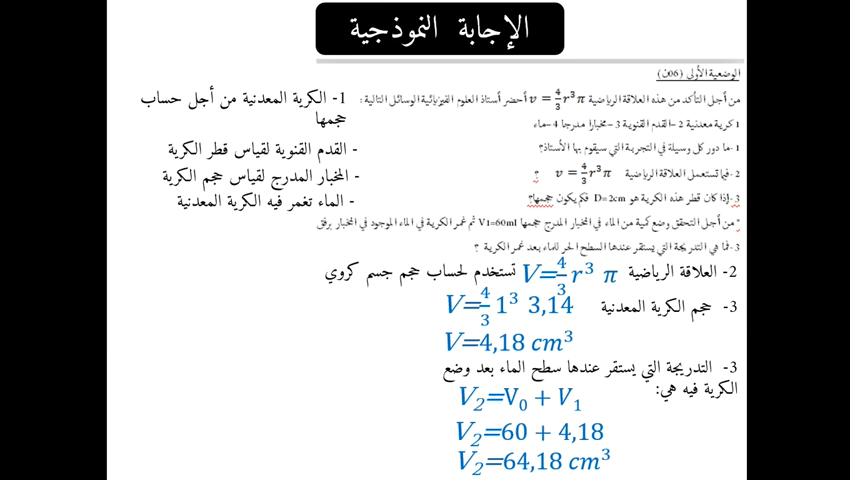 الإجابة النموذجية
الوضعية الأولى (06ن)
من أجل التأكد من هذه العلاقة الرياضية v = 4/3 r³π أحضر أستاذ العلوم الفيزيائية الوسائل التالية :
1 كرية معدنية 2 –القدم القنوية 3 –مخبارا مدرجا 4 –ماء
1 -ما دور كل وسيلة في التجربة التي سيقوم بها الأستاذ؟
2 -فيما تستعمل العلاقة الرياضية v = 4/3 r³π ؟
3 -إذا كان قطر هذه الكرية هو D=2cm فكم يكون حجمها؟
* من أجل التحقق وضع كمية من الماء في المخبار المدرج حجمها V1=60ml ثم غمر الكرية في الماء الموجود في المخبار برفق
3 -فما هي التدريجة التي يستقر عندها السطح الحر للماء بعد غمر الكرية ؟
1- الكرية المعدنية من أجل حساب
حجمها
- القدم القنوية لقياس قطر الكرية
- المخبار المدرج لقياس حجم الكرية
- الماء تغمر فيه الكرية المعدنية
2- العلاقة الرياضية V=4/3 r³ π تستخدم لحساب حجم جسم كروي
3- حجم الكرية المعدنية V=4/3 1³ 3,14
V=4,18 cm³
3- التدريجة التي يستقر عندها سطح الماء بعد وضع
الكرية فيه هي:
V₂=V₀ + V₁
V₂=60 + 4,18
V₂=64,18 cm³